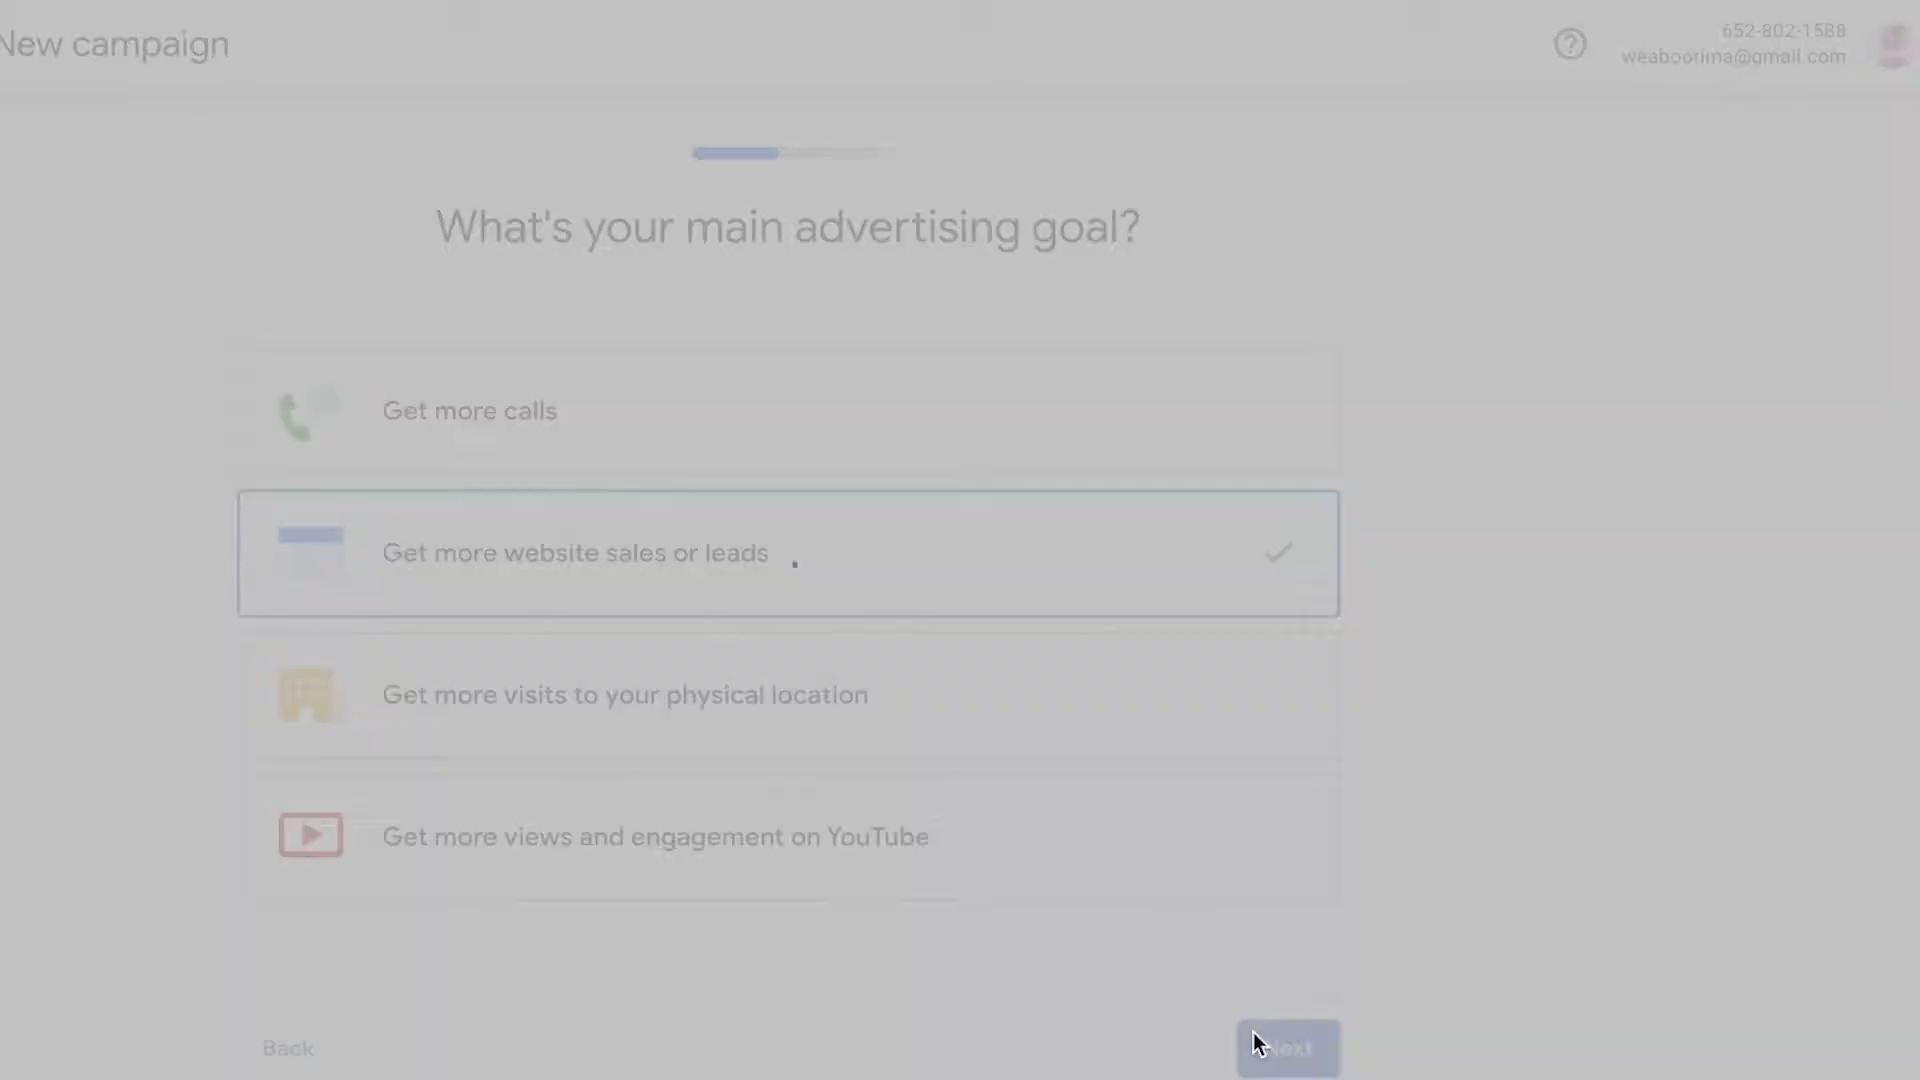 New campaign
652-802-1588
weaboorima@gmail.com
What's your main advertising goal?
Get more calls
Get more website sales or leads
Get more visits to your physical location
Get more views and engagement on YouTube
Back
Next